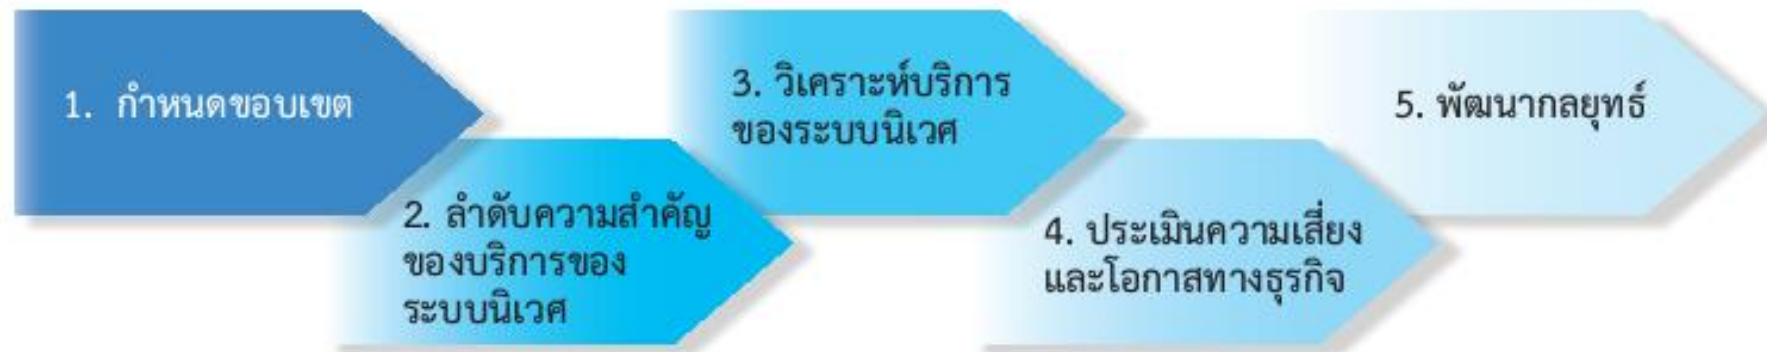 1. กำหนดขอบเขต
2. ลำดับความสำคัญ
ของบริการของ
ระบบนิเวศ
3. วิเคราะห์บริการ
ของระบบนิเวศ
4. ประเมินความเสี่ยง
และโอกาสทางธุรกิจ
5. พัฒนากลยุทธ์